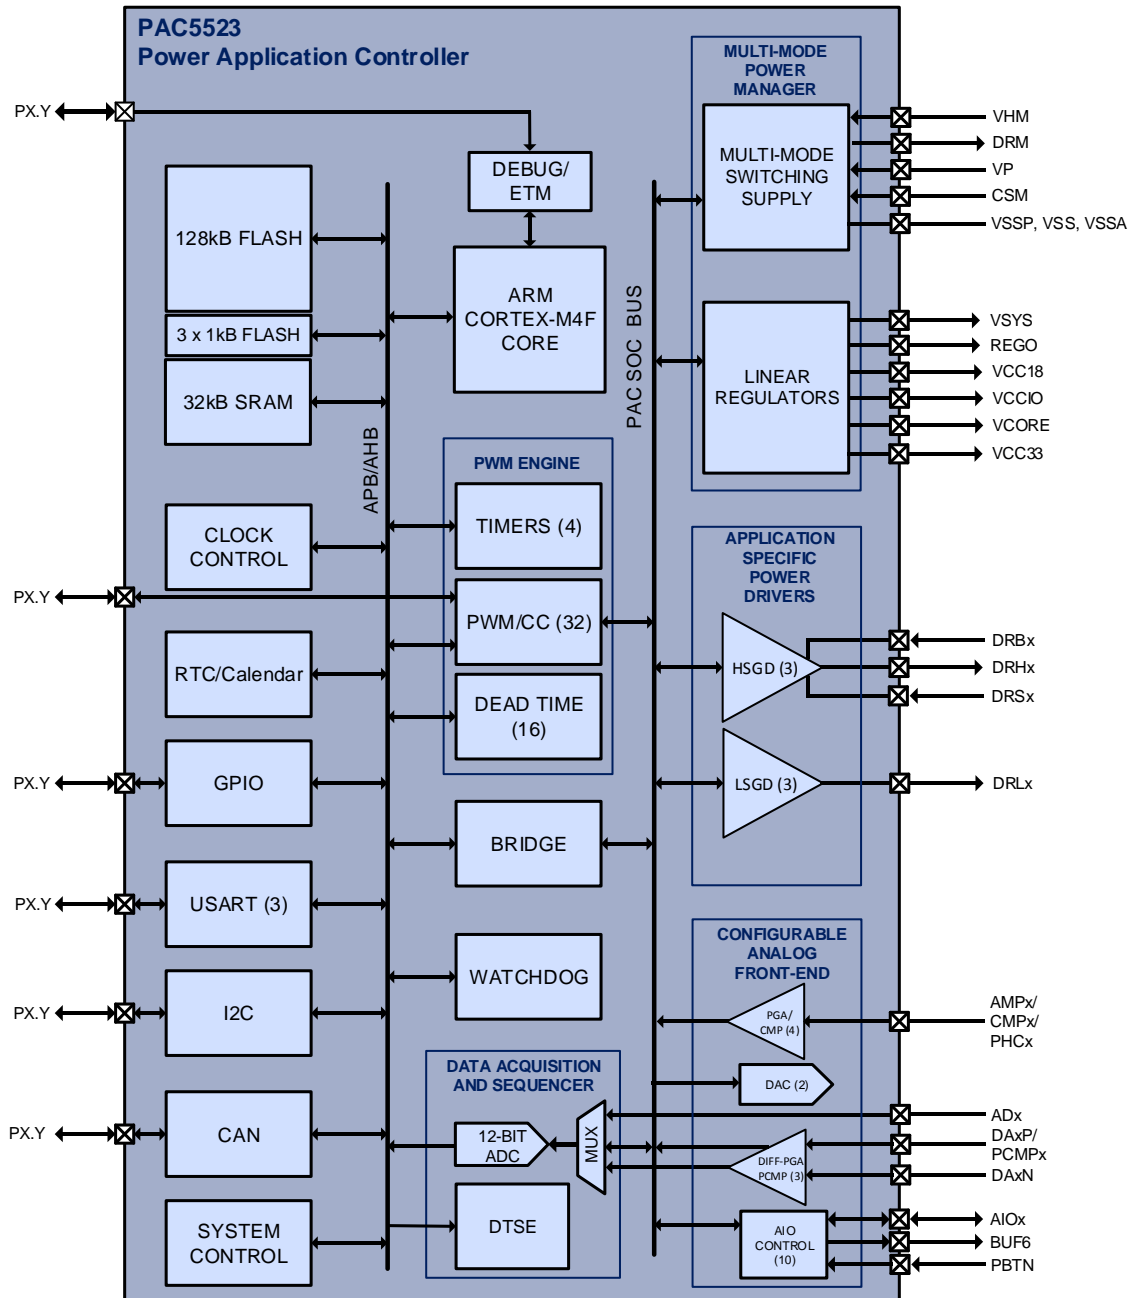 PAC5523
Power Application Controller
PX.Y
DEBUG/
ETM
128kB FLASH
3 x 1kB FLASH
32kB SRAM
ARM
CORTEX-M4F
CORE
APB/AHB
PAC SOC BUS
CLOCK
CONTROL
PX.Y
RTC/Calendar
PWM ENGINE
TIMERS (4)
PWM/CC (32)
DEAD TIME
(16)
PX.Y
GPIO
BRIDGE
PX.Y
USART (3)
WATCHDOG
PX.Y
I2C
PX.Y
CAN
SYSTEM
CONTROL
DATA ACQUISITION
AND SEQUENCER
12-BIT
ADC
MUX
DTSE
MULTI-MODE
POWER
MANAGER
MULTI-MODE
SWITCHING
SUPPLY
VHM
DRM
VP
CSM
VSSP, VSS, VSSA
LINEAR
REGULATORS
VSYS
REGO
VCC18
VCCIO
VCORE
VCC33
APPLICATION
SPECIFIC
POWER
DRIVERS
HSGD (3)
DRBx
DRHx
DRSx
LSGD (3)
DRLx
CONFIGURABLE
ANALOG
FRONT-END
PGA/
CMP (4)
AMPx/
CMPx/
PHCx
DAC (2)
ADx
DIFF-PGA
PCMP (3)
DAxP/
PCMPx
DAxN
AIO
CONTROL
(10)
AIOx
BUF6
PBTN